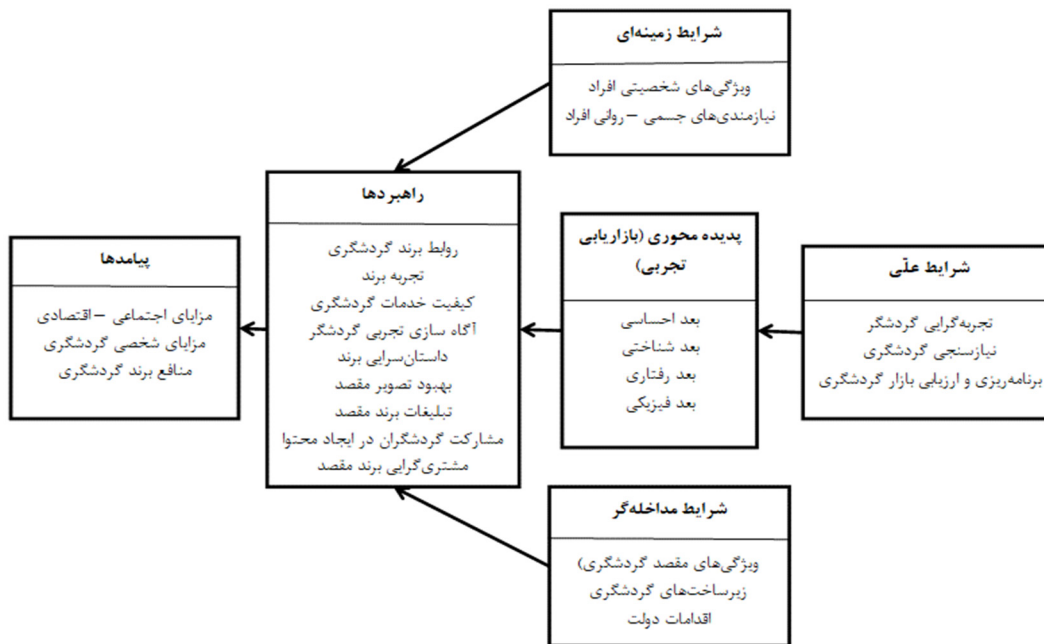 شرایط زمینه‌ای
ویژگی‌های شخصیتی افراد
نیازمندی‌های جسمی – روانی افراد
شرایط علّی
تجربه‌گرایی گردشگر
نیازسنجی گردشگری
برنامه‌ریزی و ارزیابی بازار گردشگری
پدیده محوری (بازاریابی
تجربی)
بعد احساسی
بعد شناختی
بعد رفتاری
بعد فیزیکی
راهبردها
روابط برند گردشگری
تجربه برند
کیفیت خدمات گردشگری
آگاه سازی تجربی گردشگر
داستان‌سرایی برند
بهبود تصویر مقصد
تبلیغات برند مقصد
مشارکت گردشگران در ایجاد محتوا
مشتری‌گرایی برند مقصد
پیامدها
مزایای اجتماعی – اقتصادی
مزایای شخصی گردشگری
منافع برند گردشگری
شرایط مداخله‌گر
ویژگی‌های مقصد گردشگری)
زیرساخت‌های گردشگری
اقدامات دولت